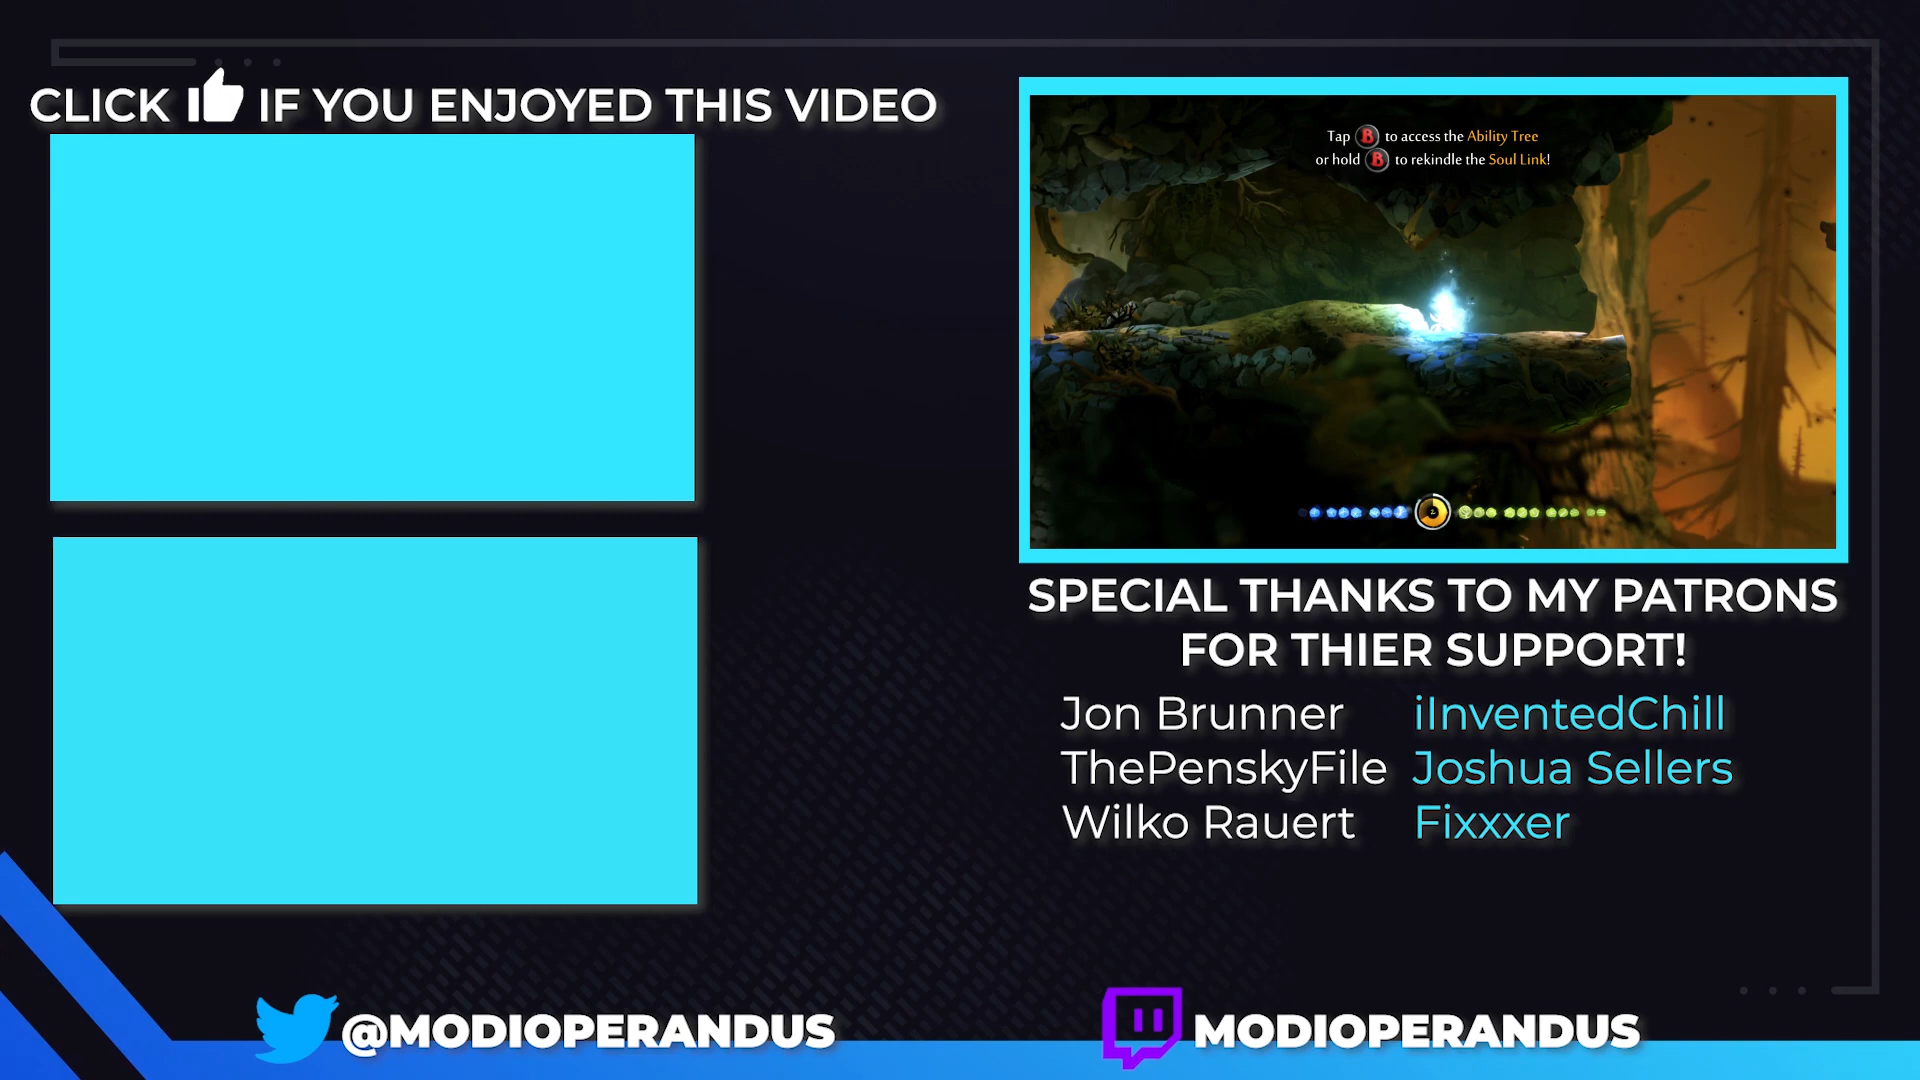 CLICK IF YOU ENJOYED THIS VIDEO
Tap B to access the Ability Tree
or hold B to rekindle the Soul Link!
SPECIAL THANKS TO MY PATRONS
FOR THIER SUPPORT!
Jon Brunner iInventedChill
ThePenskyFile Joshua Sellers
Wilko Rauert Fixxxer
@MODIOPERANDUS MODIOPERANDUS